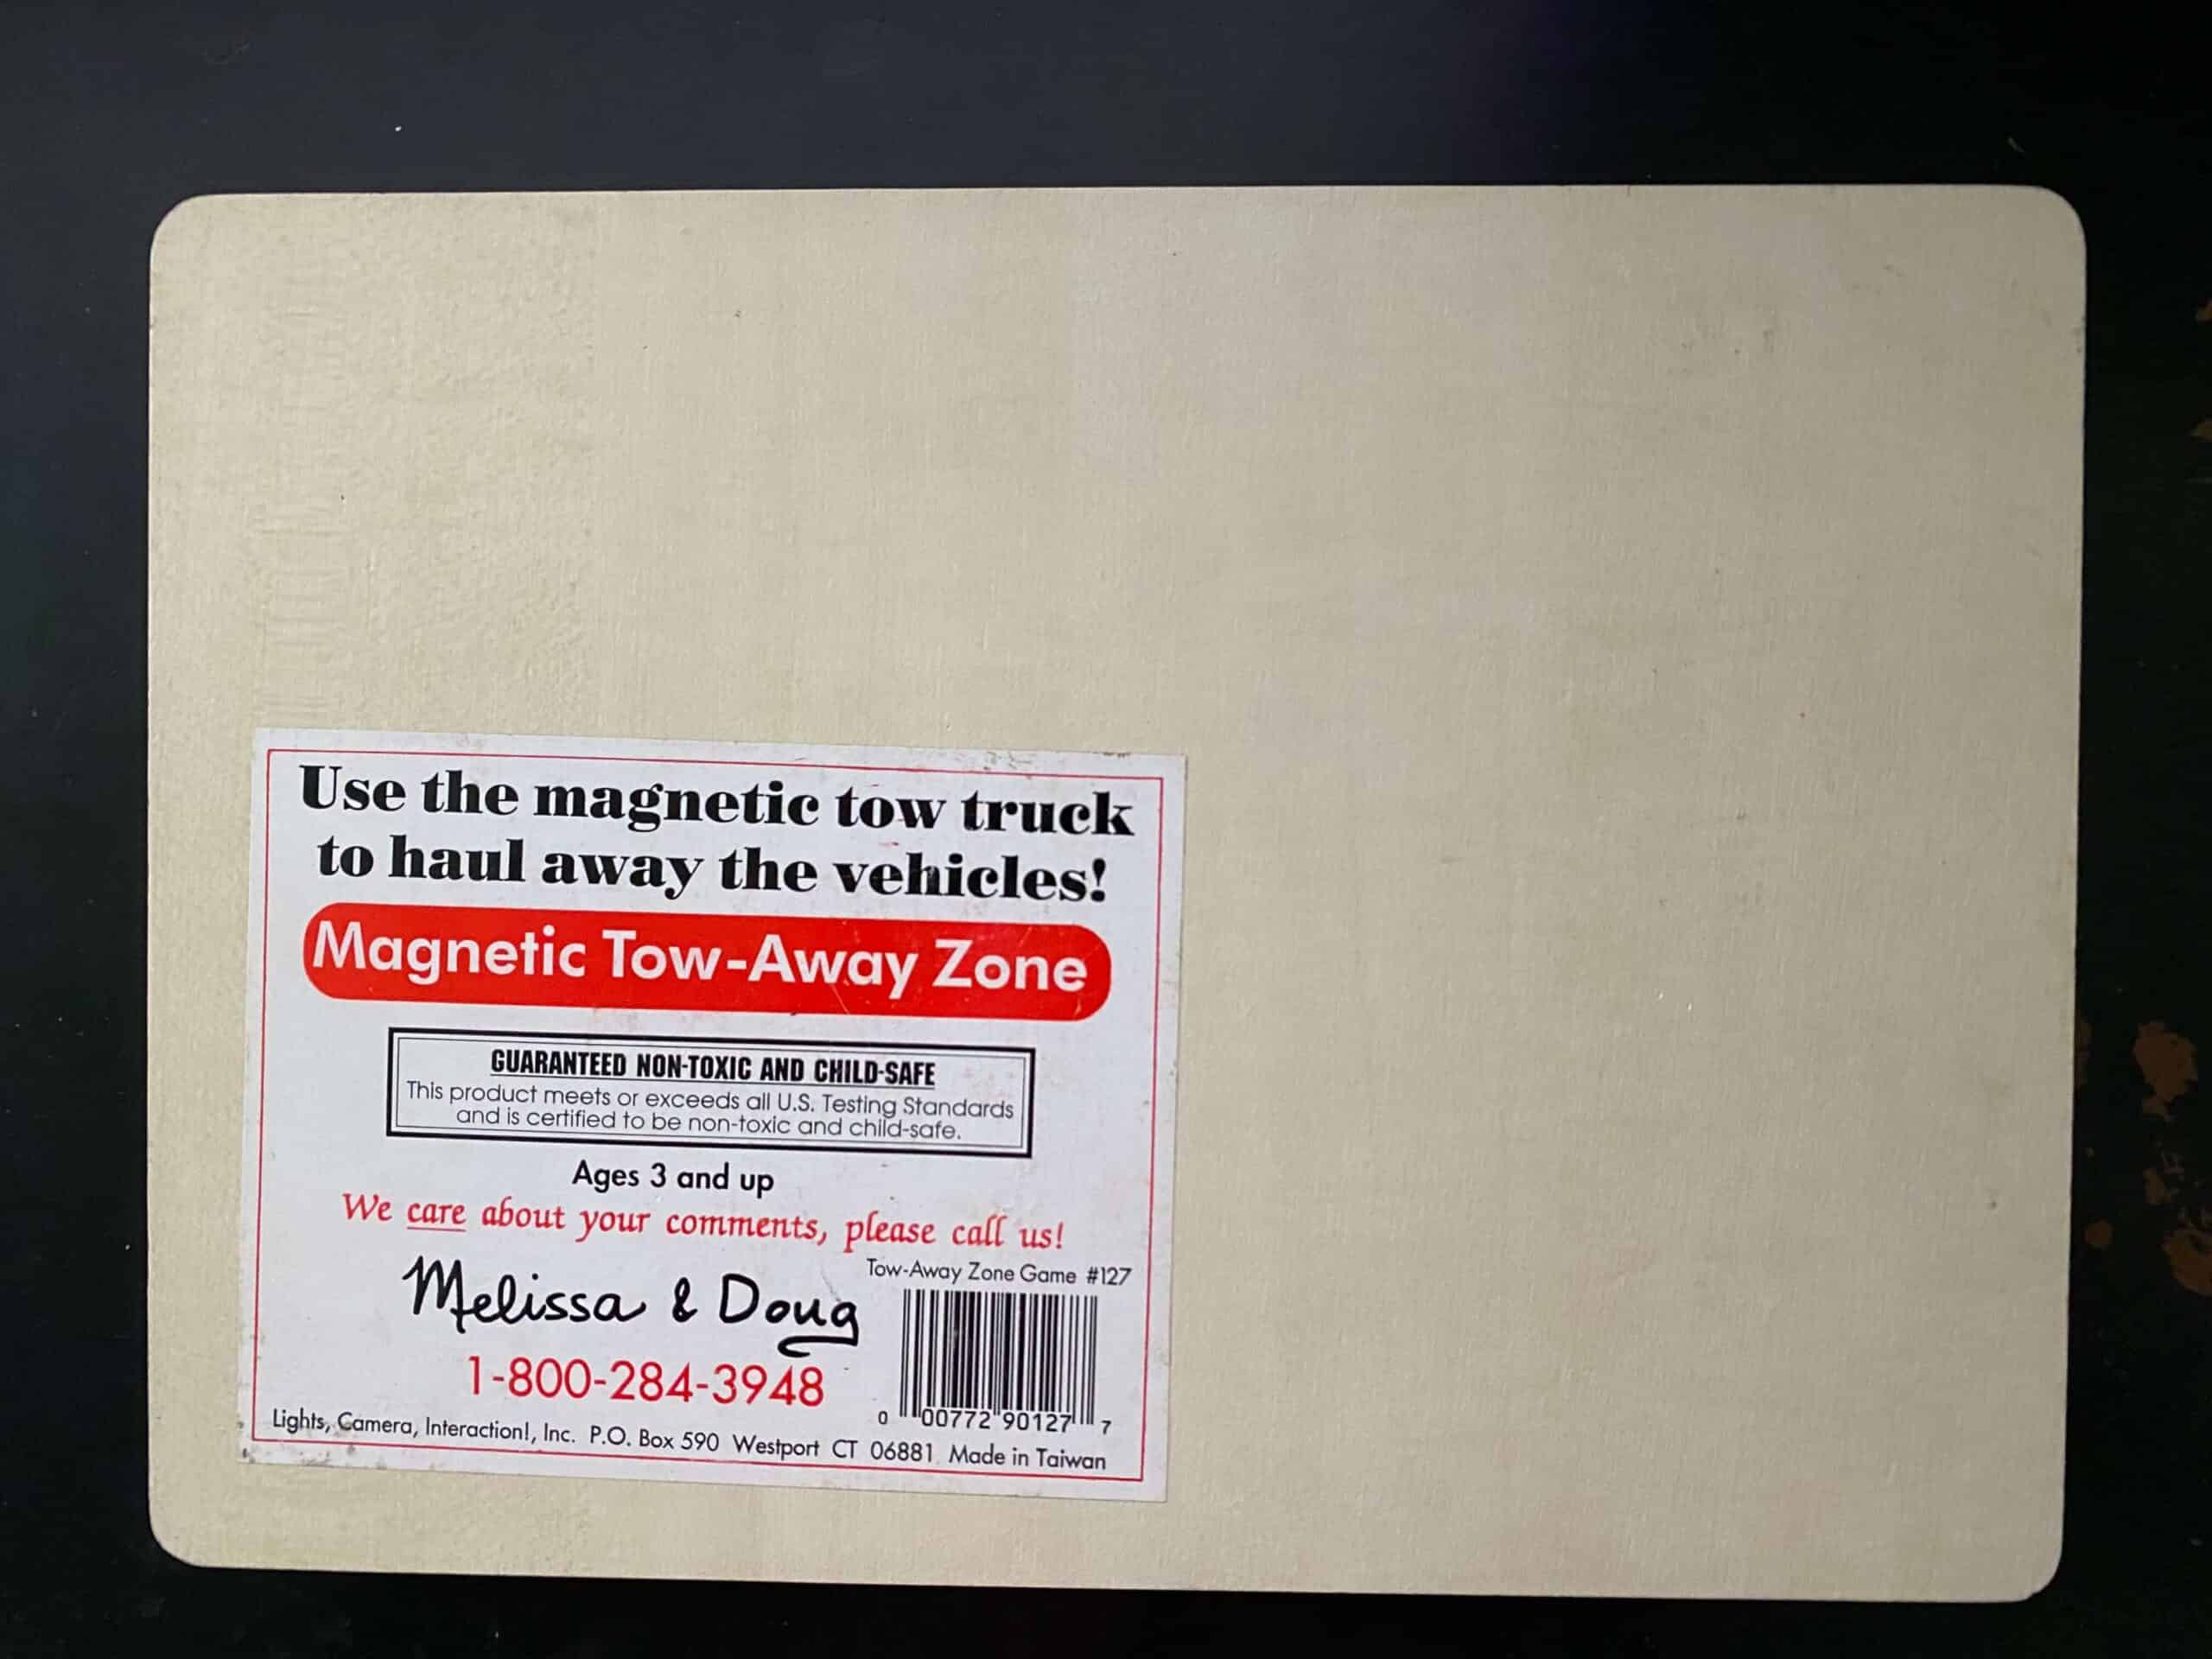 Use the magnetic tow truck
to haul away the vehicles!
Magnetic Tow-Away Zone
GUARANTEED NON-TOXIC AND CHILD-SAFE
This product meets or exceeds all U.S. Testing Standards
and is certified to be non-toxic and child-safe.
Ages 3 and up
We care about your comments, please call us!
Tow-Away Zone Game #127
Melissa & Doug
1-800-284-3948
0 00772 90127 7
Lights, Camera, Interaction!, Inc. P.O. Box 590 Westport CT 06881 Made in Taiwan